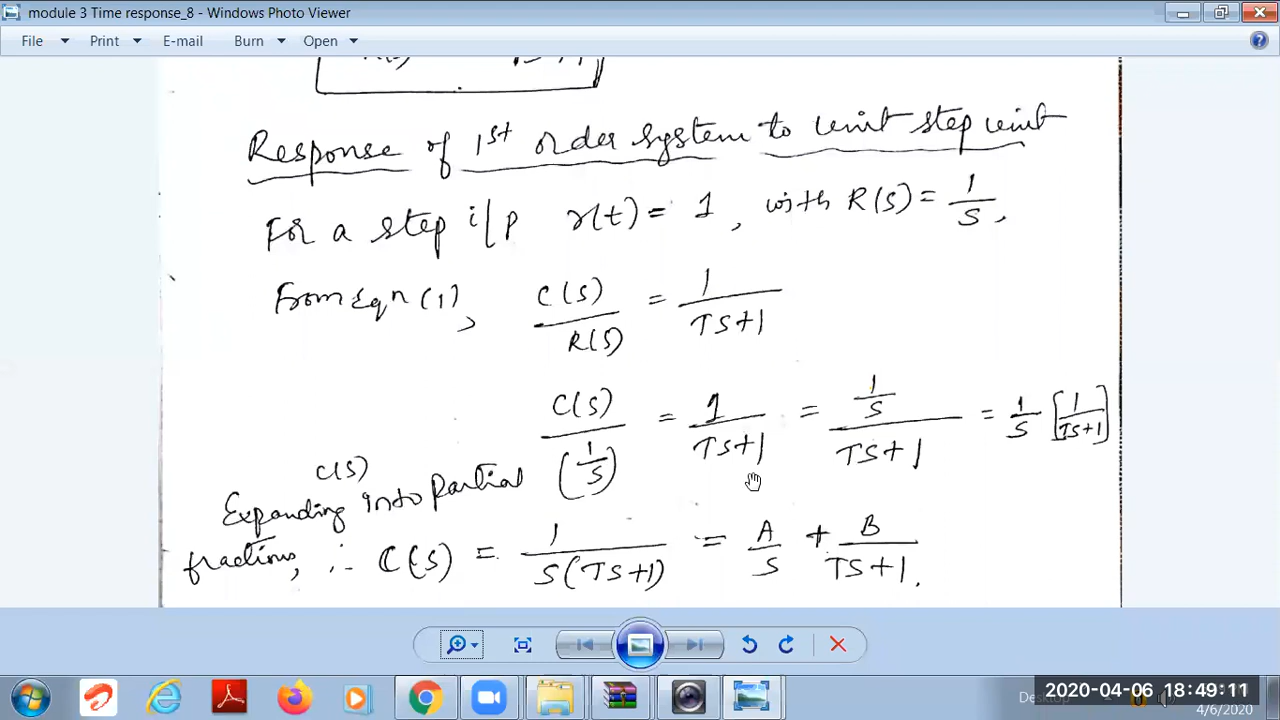 module 3 Time response_8 - Windows Photo Viewer
File Print E-mail Burn Open
Response of 1st order system to unit step unit
For a step i/p r(t) = 1, with R(S) = 1/S,
From Eqn (1), C(S)/R(S) = 1/(TS+1)
C(S)/(1/S) = 1/(TS+1) = (1/S)/(TS+1) = 1/S [1/(TS+1)]
C(S)
Expanding into Partial
fractions, ∴ C(S) = 1/(S(TS+1)) = A/S + B/(TS+1).
2020-04-06 18:49:11
4/6/2020
Desktop